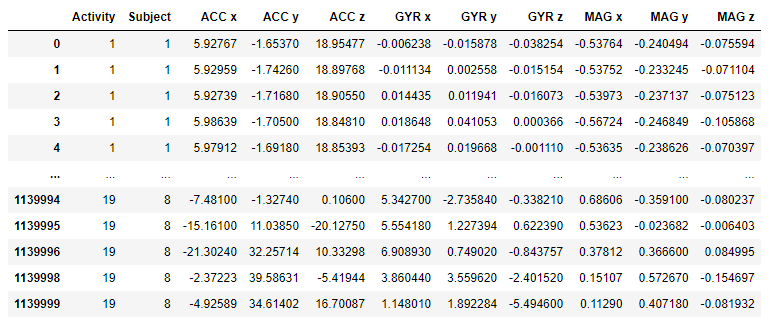 Activity Subject ACC x ACC y ACC z GYR x GYR y GYR z MAG x MAG y MAG z
0 1 1 5.92767 -1.65370 18.95477 -0.006238 -0.015878 -0.038254 -0.53764 -0.240494 -0.075594
1 1 1 5.92959 -1.74260 18.89768 -0.011134 0.002558 -0.015154 -0.53752 -0.233245 -0.071104
2 1 1 5.92739 -1.71680 18.90550 0.014435 0.011941 -0.016073 -0.53973 -0.237137 -0.075123
3 1 1 5.98639 -1.70500 18.84810 0.018648 0.041053 0.000366 -0.56724 -0.246849 -0.105868
4 1 1 5.97912 -1.69180 18.85393 -0.017254 0.019668 -0.001110 -0.53635 -0.238626 -0.070397
... ... ... ... ... ... ... ... ... ... ... ...
1139994 19 8 -7.48100 -1.32740 0.10600 5.342700 -2.735840 -0.338210 0.68606 -0.359100 -0.080237
1139995 19 8 -15.16100 11.03850 -20.12750 5.554180 1.227394 0.622390 0.53623 -0.023682 -0.006403
1139996 19 8 -21.30240 32.25714 10.33298 6.908930 0.749020 -0.843757 0.37812 0.366600 0.084995
1139998 19 8 -2.37223 39.58631 -5.41944 3.860440 3.559620 -2.401520 0.15107 0.572670 -0.154697
1139999 19 8 -4.92589 34.61402 16.70087 1.148010 1.892284 -5.494600 0.11290 0.407180 -0.081932